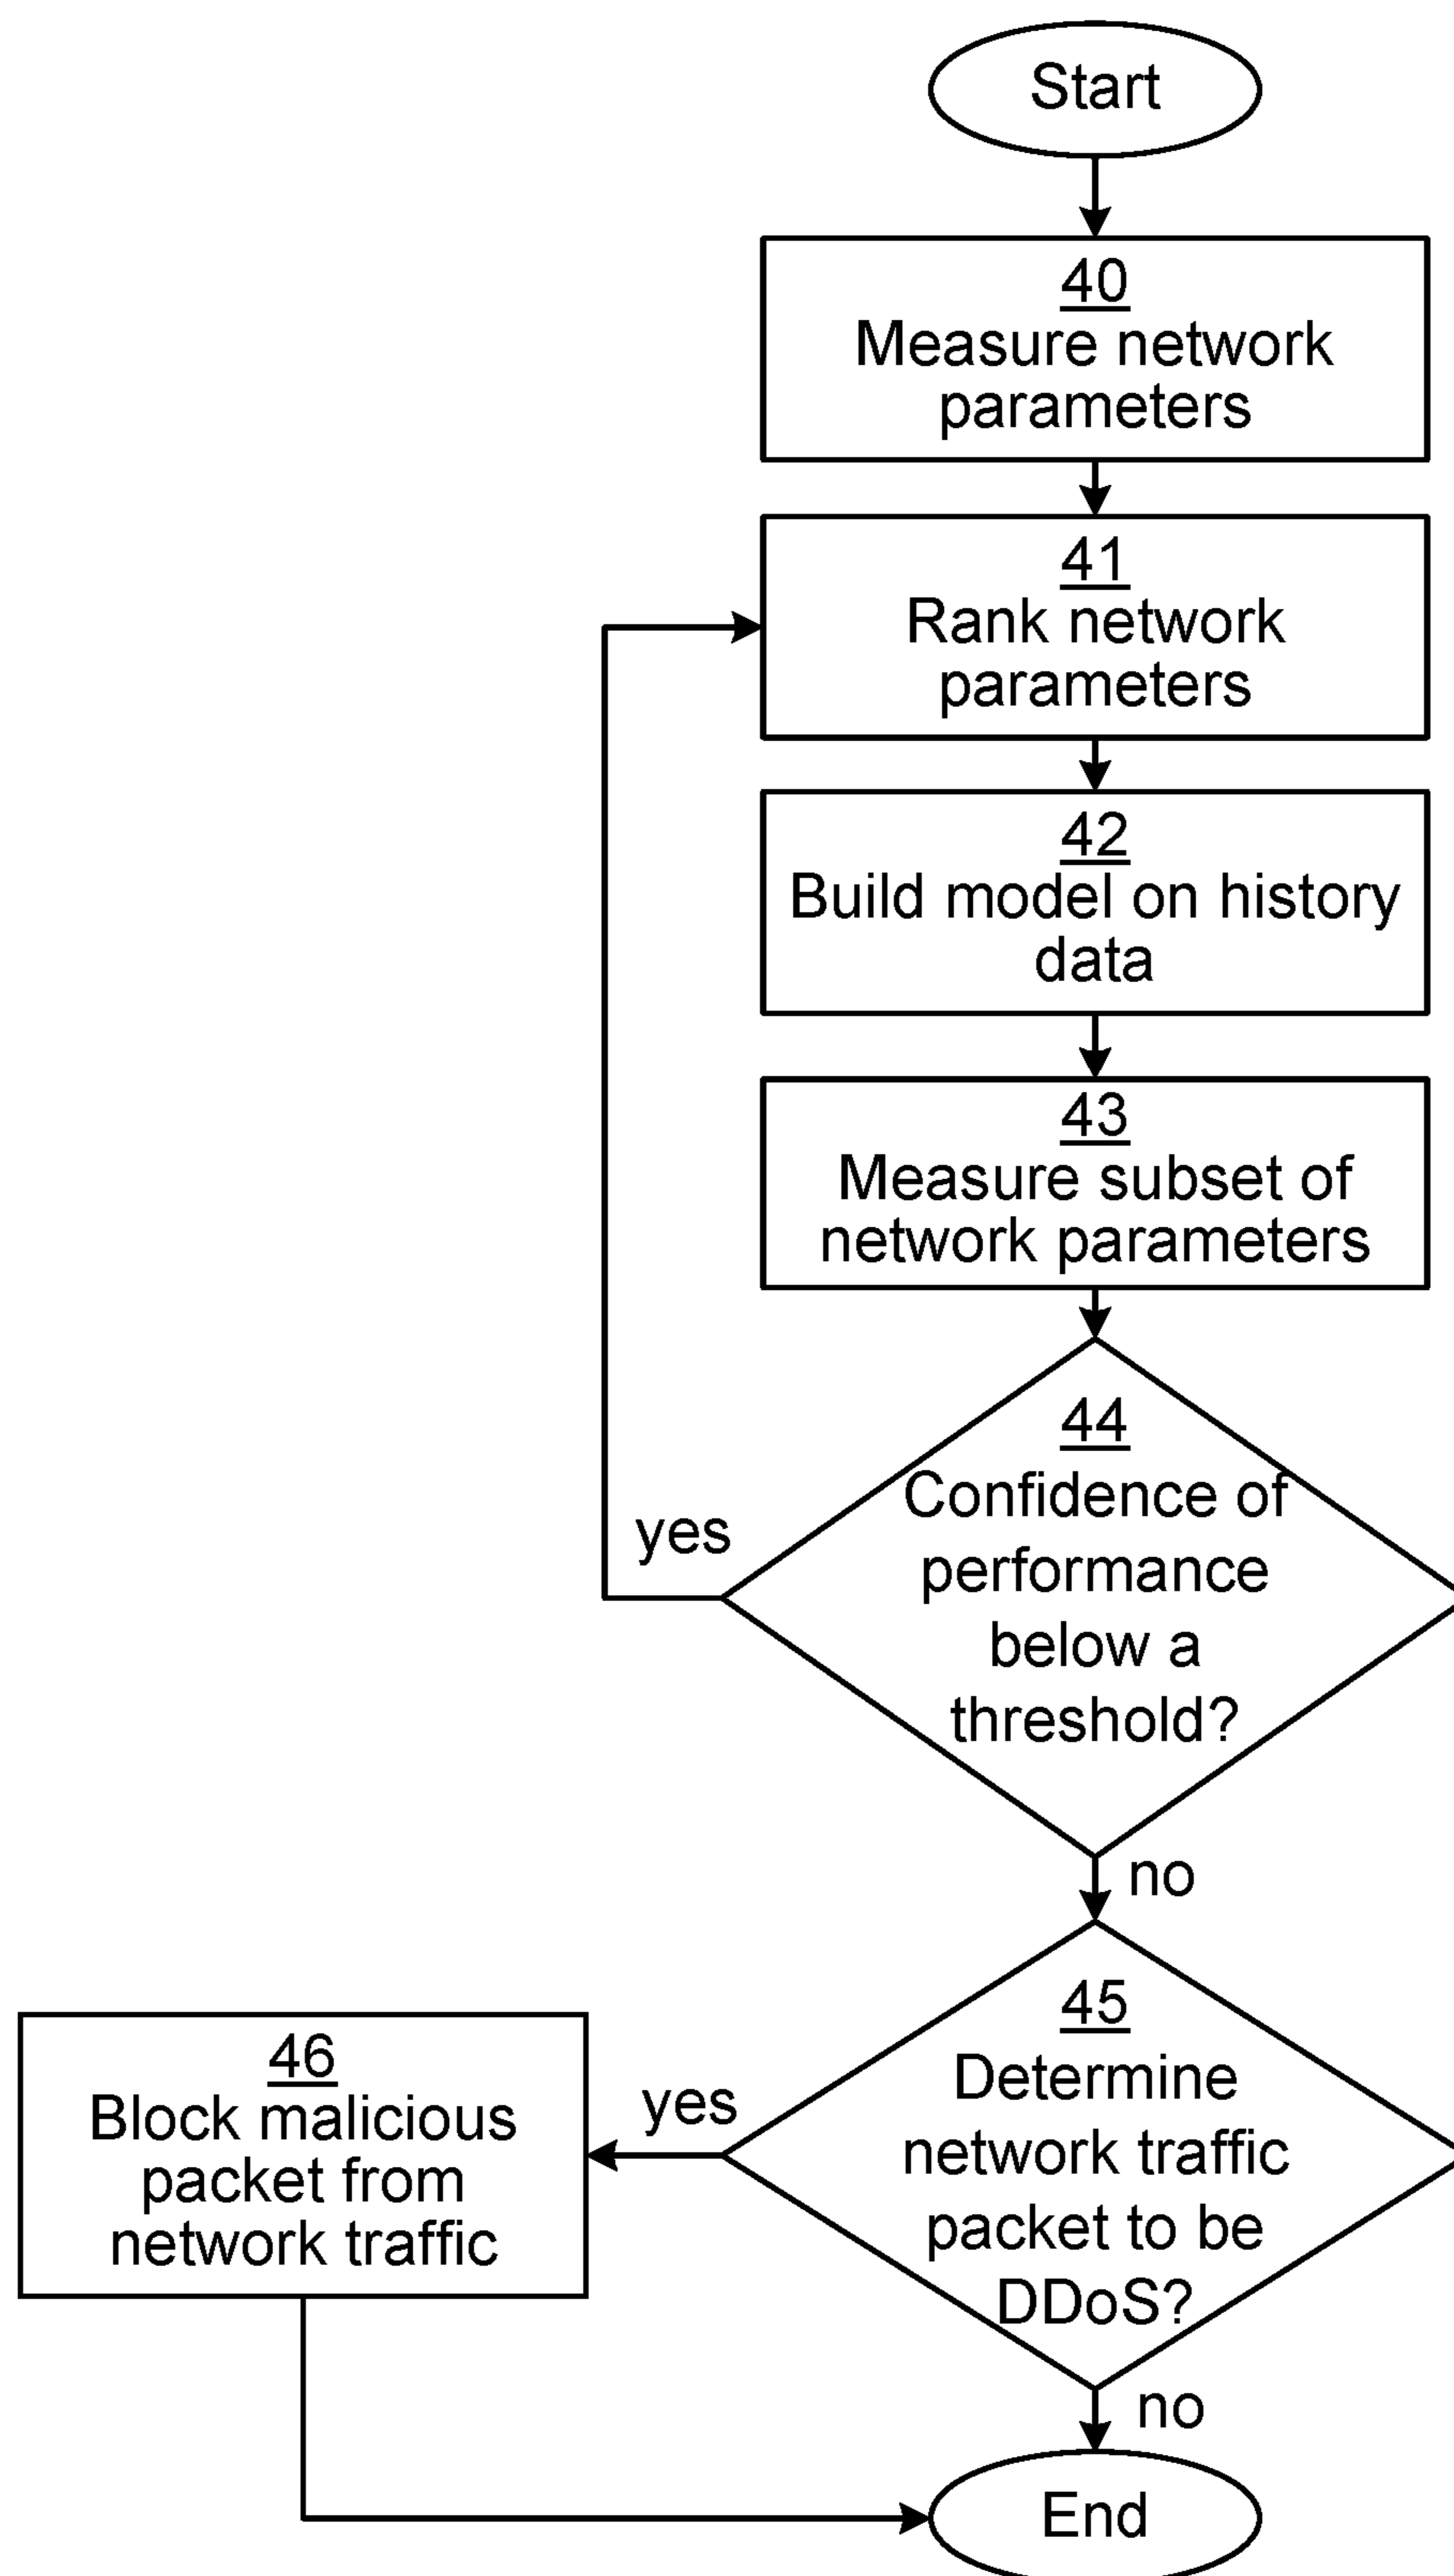 Start
40
Measure network
parameters
41
Rank network
parameters
42
Build model on history
data
43
Measure subset of
network parameters
44
Confidence of
performance
below a
threshold?
yes
no
45
Determine
network traffic
packet to be
DDoS?
yes
46
Block malicious
packet from
network traffic
no
End